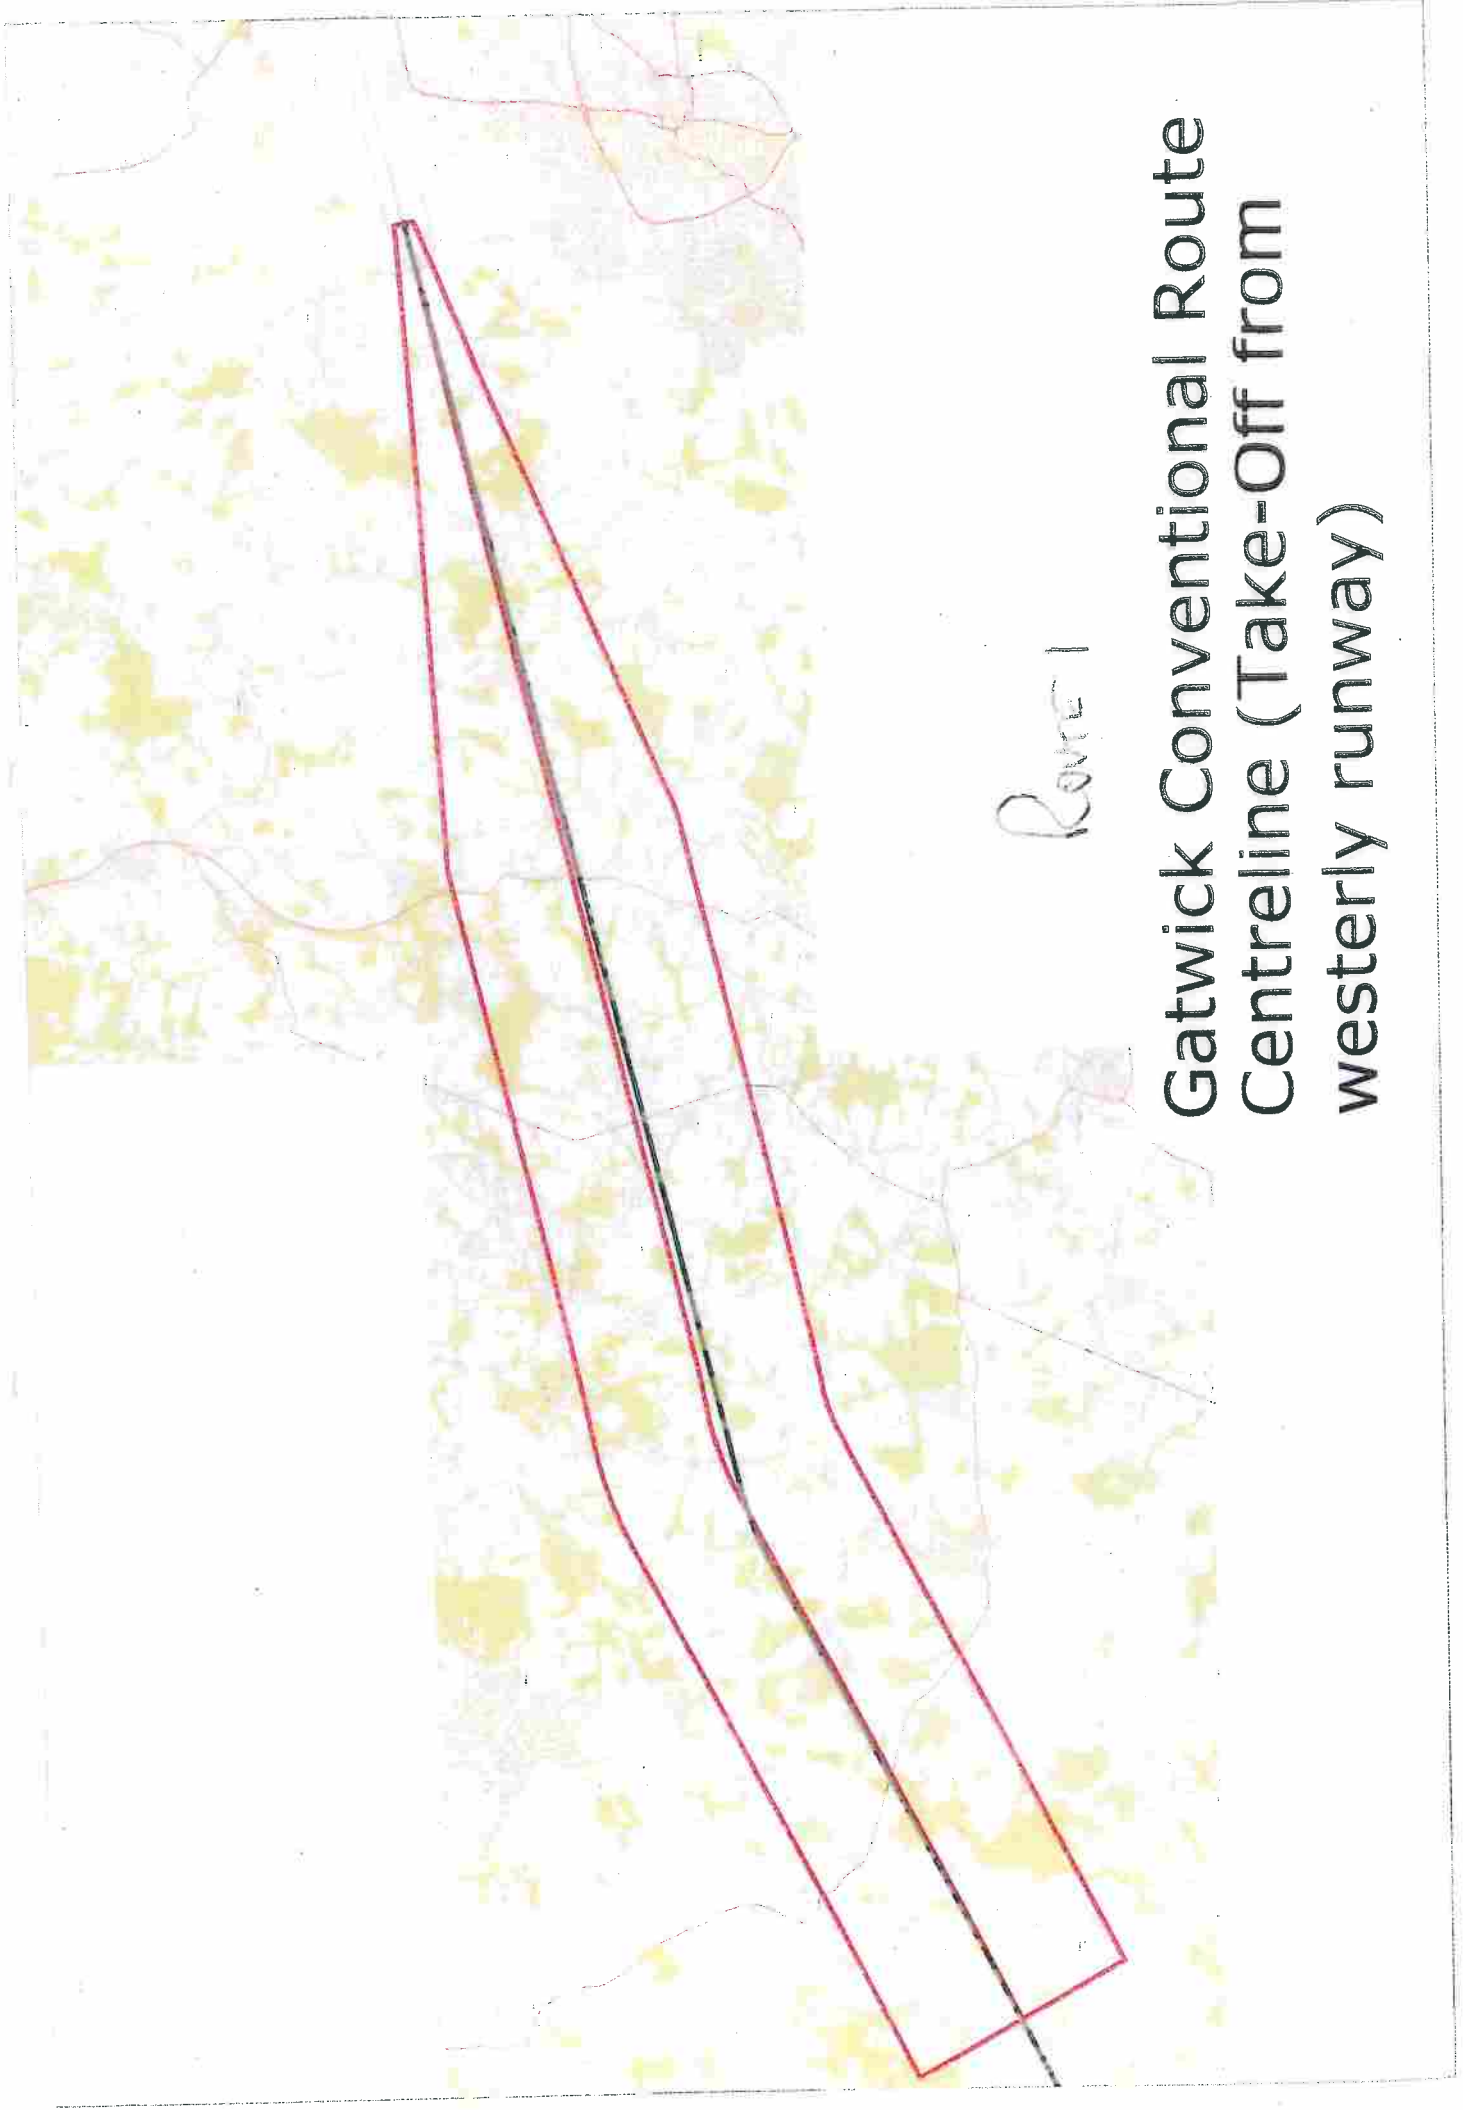 Route 1
Gatwick Conventional Route
Centreline (Take-Off from
westerly runway)